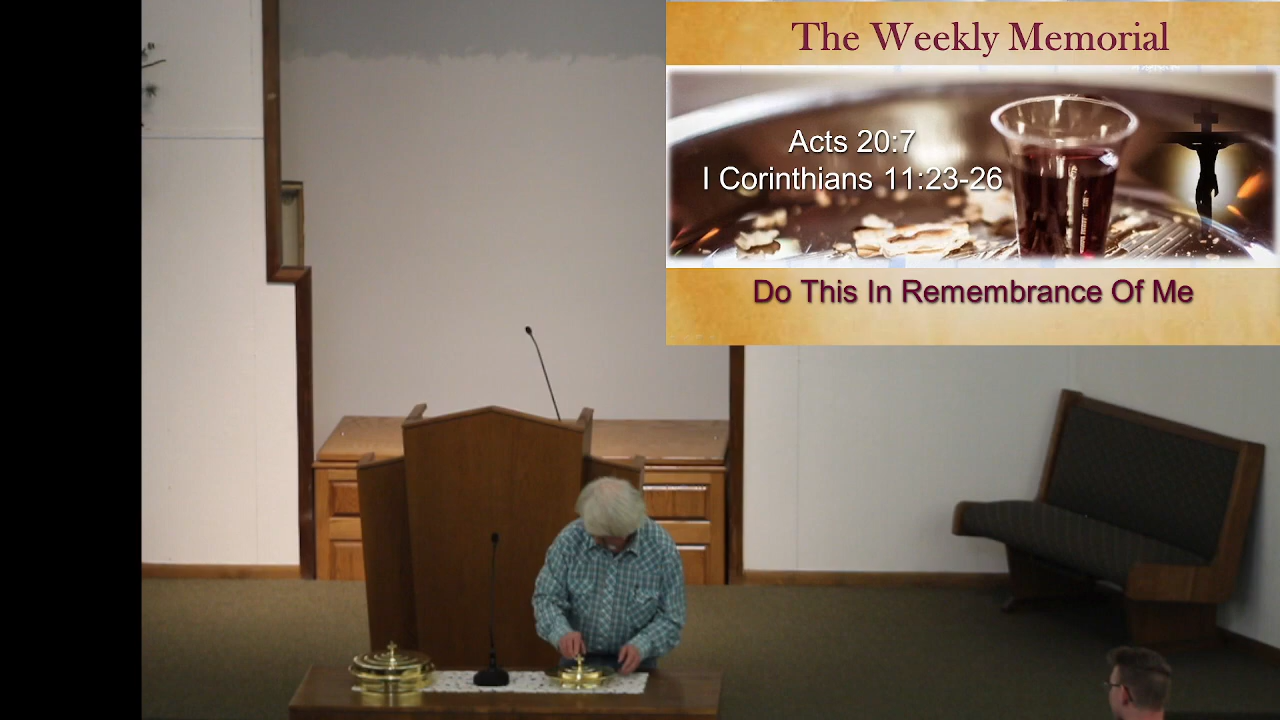 The Weekly Memorial
Acts 20:7
I Corinthians 11:23-26
Do This In Remembrance Of Me